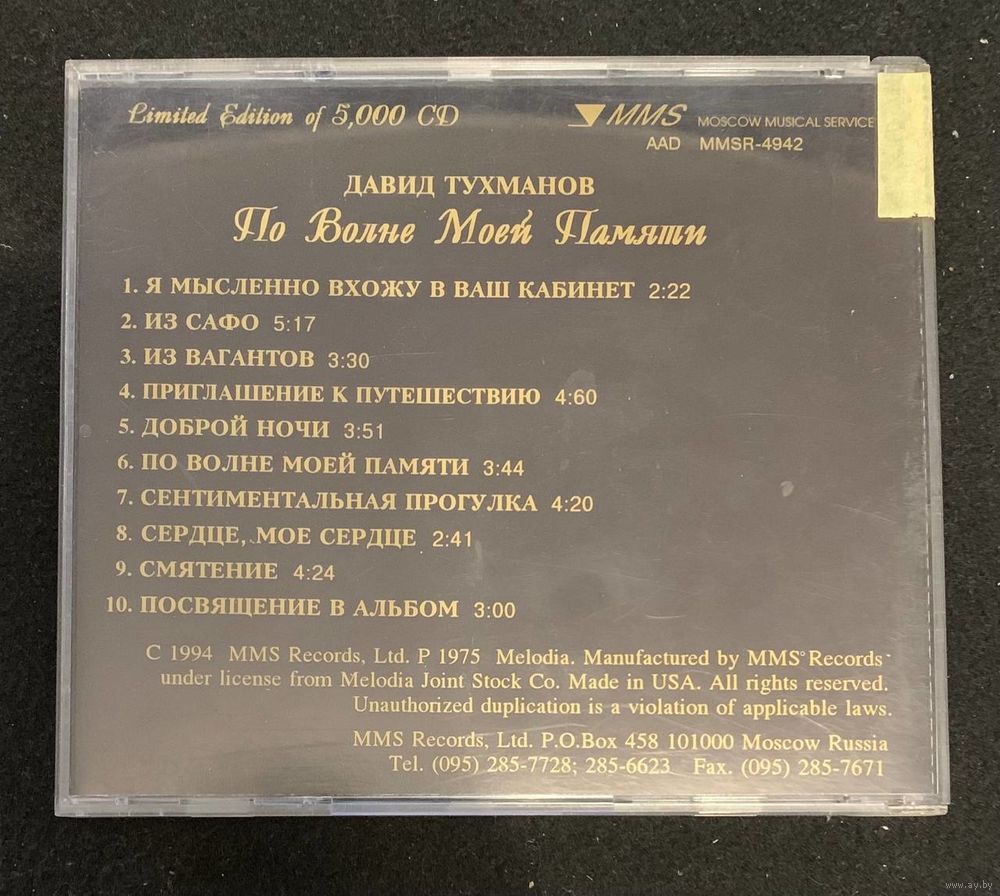 Limited Edition of 5,000 CD
MMS MOSCOW MUSICAL SERVICE
AAD MMSR-4942
ДАВИД ТУХМАНОВ
По Волне Моей Памяти
1. Я МЫСЛЕННО ВХОЖУ В ВАШ КАБИНЕТ 2:22
2. ИЗ САФО 5:17
3. ИЗ ВАГАНТОВ 3:30
4. ПРИГЛАШЕНИЕ К ПУТЕШЕСТВИЮ 4:60
5. ДОБРОЙ НОЧИ 3:51
6. ПО ВОЛНЕ МОЕЙ ПАМЯТИ 3:44
7. СЕНТИМЕНТАЛЬНАЯ ПРОГУЛКА 4:20
8. СЕРДЦЕ, МОЕ СЕРДЦЕ 2:41
9. СМЯТЕНИЕ 4:24
10. ПОСВЯЩЕНИЕ В АЛЬБОМ 3:00
C 1994 MMS Records, Ltd. P 1975 Melodia. Manufactured by MMS Records
under license from Melodia Joint Stock Co. Made in USA. All rights reserved.
Unauthorized duplication is a violation of applicable laws.
MMS Records, Ltd. P.O.Box 458 101000 Moscow Russia
Tel. (095) 285-7728; 285-6623 Fax. (095) 285-7671
www.ay.by